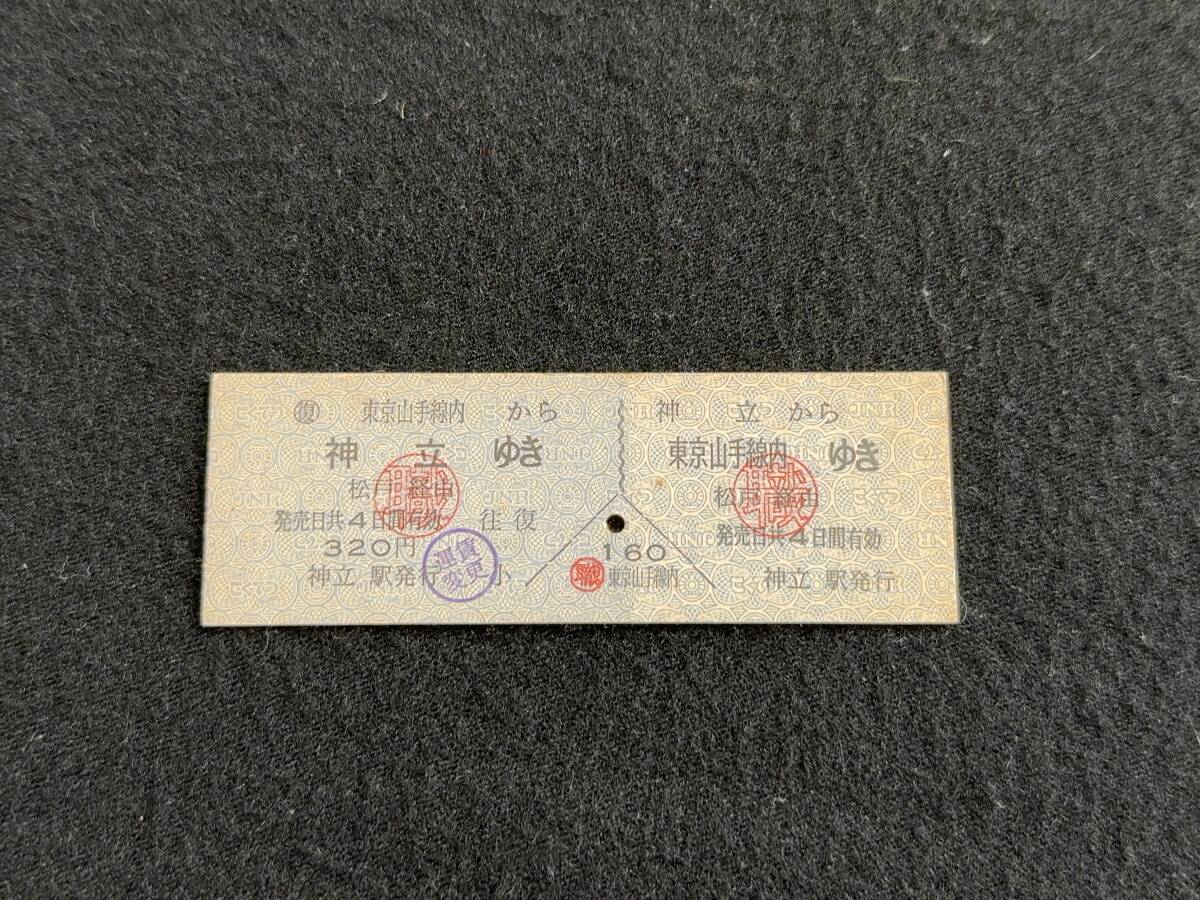 復 東京山手線内 から
神 立 ゆき
職
松戸 経由
発売日共4日間有効 往復
320円
運賃変更
神立 駅発行 小
160
職 東京山手線内
神 立 から
東京山手線内 ゆき
職
松戸 経由
発売日共4日間有効
神立 駅発行